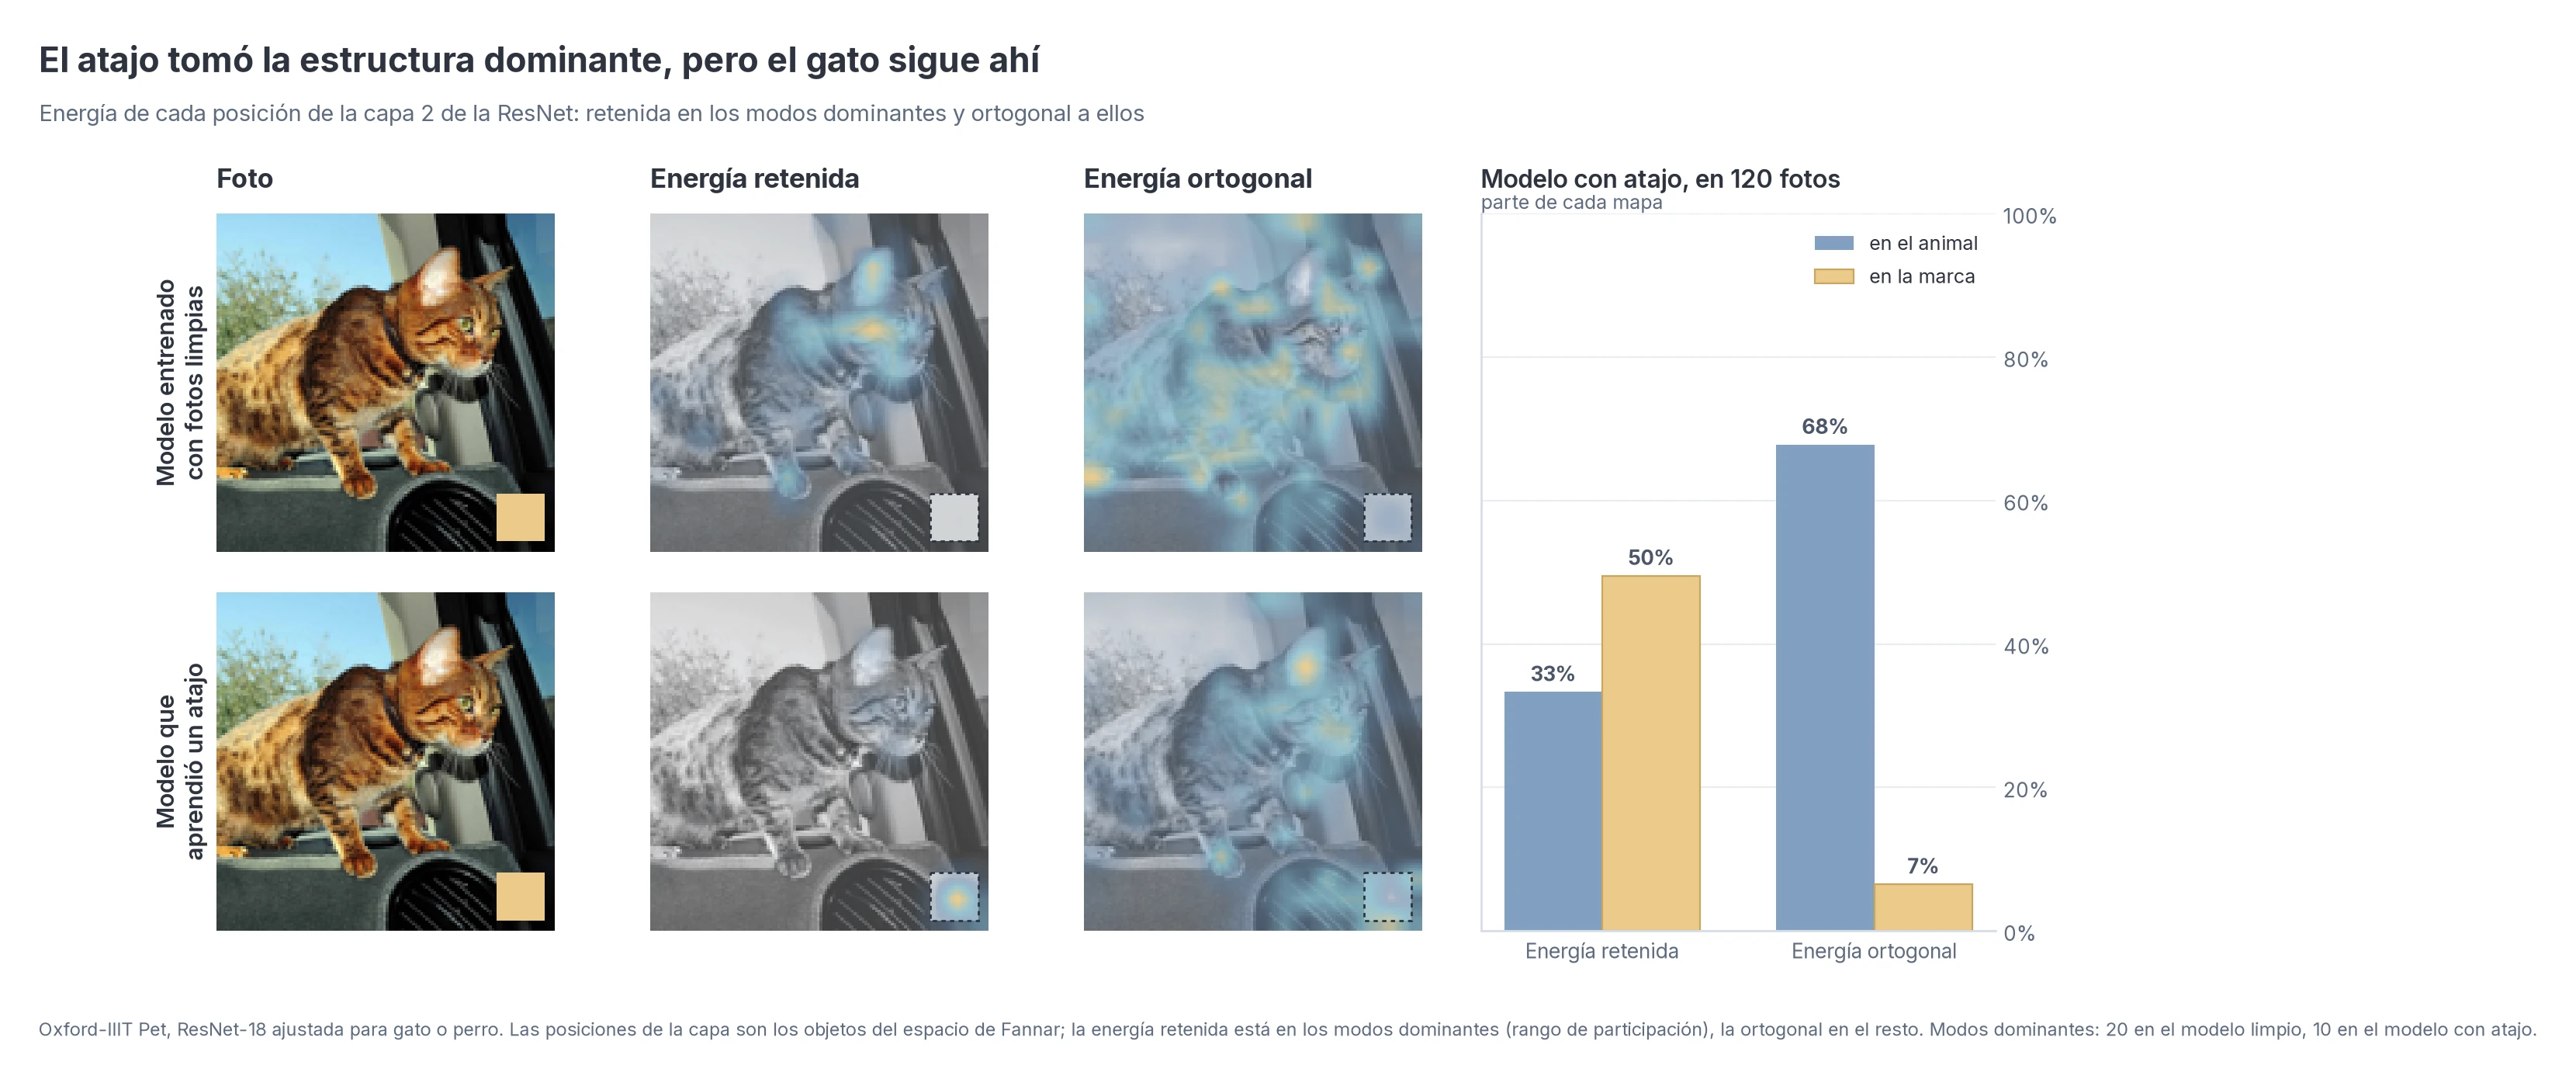 El atajo tomó la estructura dominante, pero el gato sigue ahí
Energía de cada posición de la capa 2 de la ResNet: retenida en los modos dominantes y ortogonal a ellos
Foto
Energía retenida
Energía ortogonal
Modelo con atajo, en 120 fotos
parte de cada mapa
Modelo entrenado
con fotos limpias
Modelo que
aprendió un atajo
100%
80%
60%
40%
20%
0%
en el animal
en la marca
33%
50%
68%
7%
Energía retenida
Energía ortogonal
Oxford-IIIT Pet, ResNet-18 ajustada para gato o perro. Las posiciones de la capa son los objetos del espacio de Fannar; la energía retenida está en los modos dominantes (rango de participación), la ortogonal en el resto. Modos dominantes: 20 en el modelo limpio, 10 en el modelo con atajo.